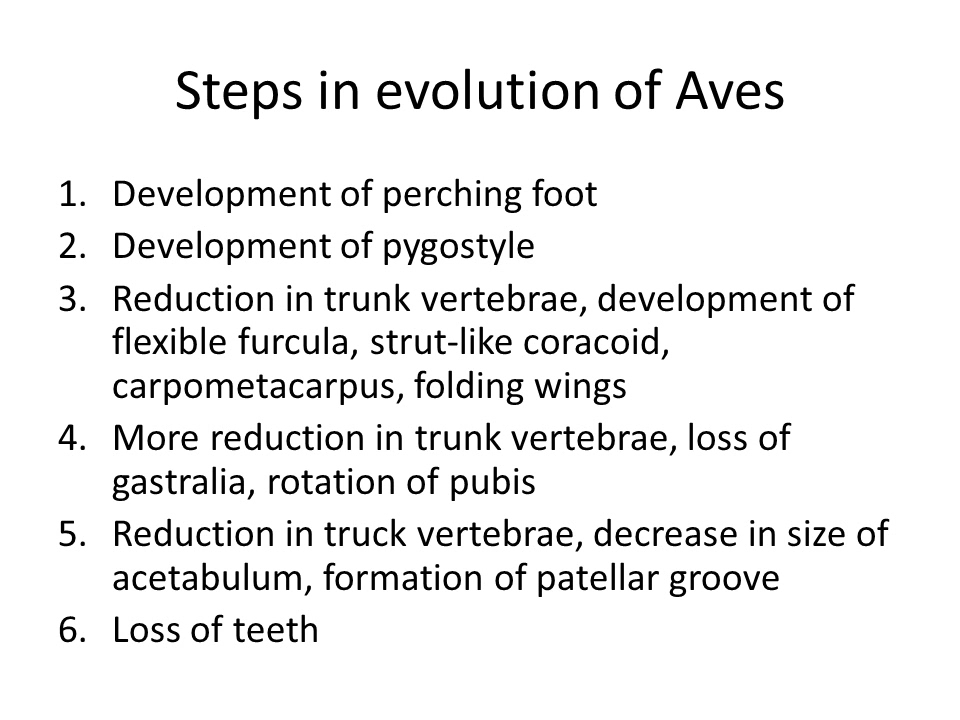 Steps in evolution of Aves
1. Development of perching foot
2. Development of pygostyle
3. Reduction in trunk vertebrae, development of
flexible furcula, strut-like coracoid,
carpometacarpus, folding wings
4. More reduction in trunk vertebrae, loss of
gastralia, rotation of pubis
5. Reduction in truck vertebrae, decrease in size of
acetabulum, formation of patellar groove
6. Loss of teeth